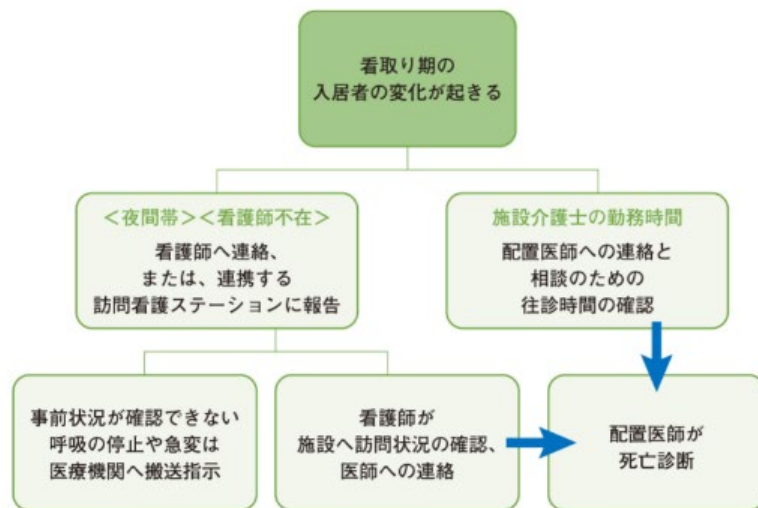 看取り期の
入居者の変化が起きる
＜夜間帯＞＜看護師不在＞
看護師へ連絡、
または、連携する
訪問看護ステーションに報告
施設介護士の勤務時間
配置医師への連絡と
相談のための
往診時間の確認
事前状況が確認できない
呼吸の停止や急変は
医療機関へ搬送指示
看護師が
施設へ訪問状況の確認、
医師への連絡
配置医師が
死亡診断